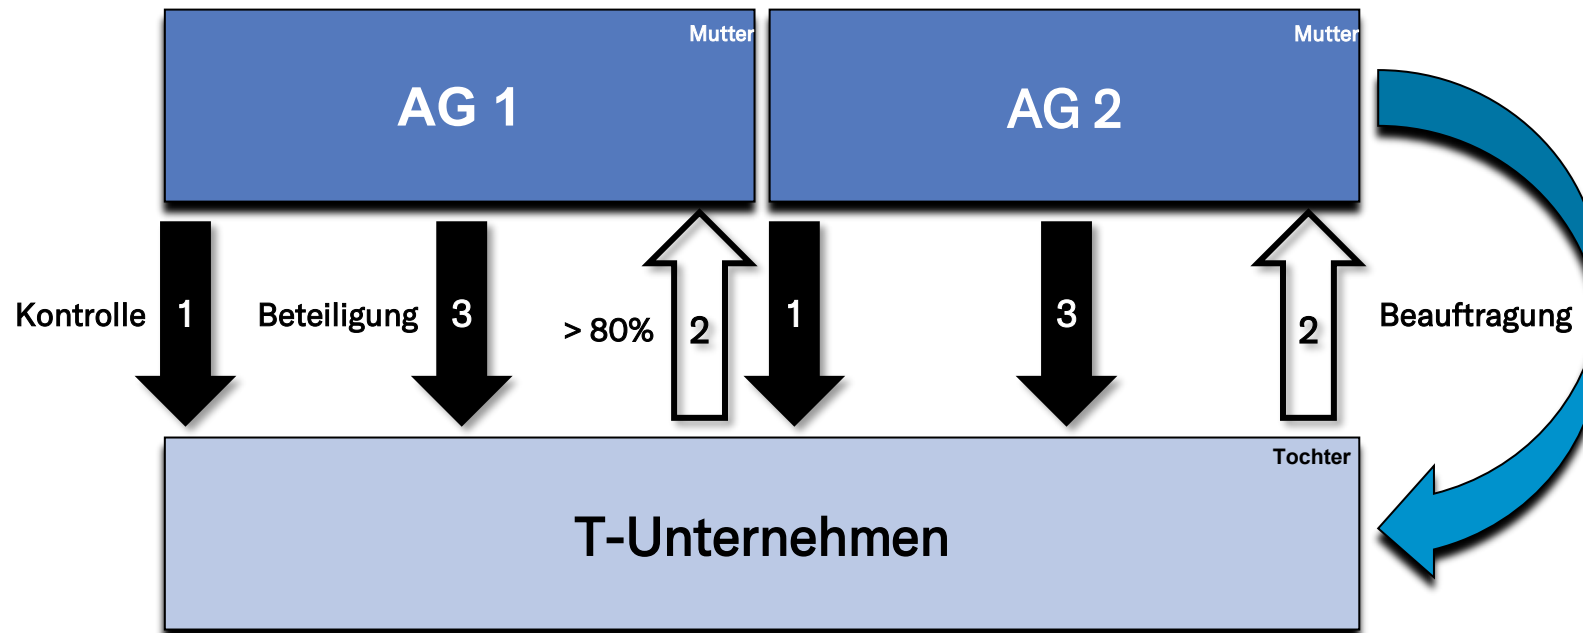 Mutter
AG 1
Mutter
AG 2
Kontrolle
1
Beteiligung
3
> 80%
2
1
3
2
Beauftragung
Tochter
T-Unternehmen